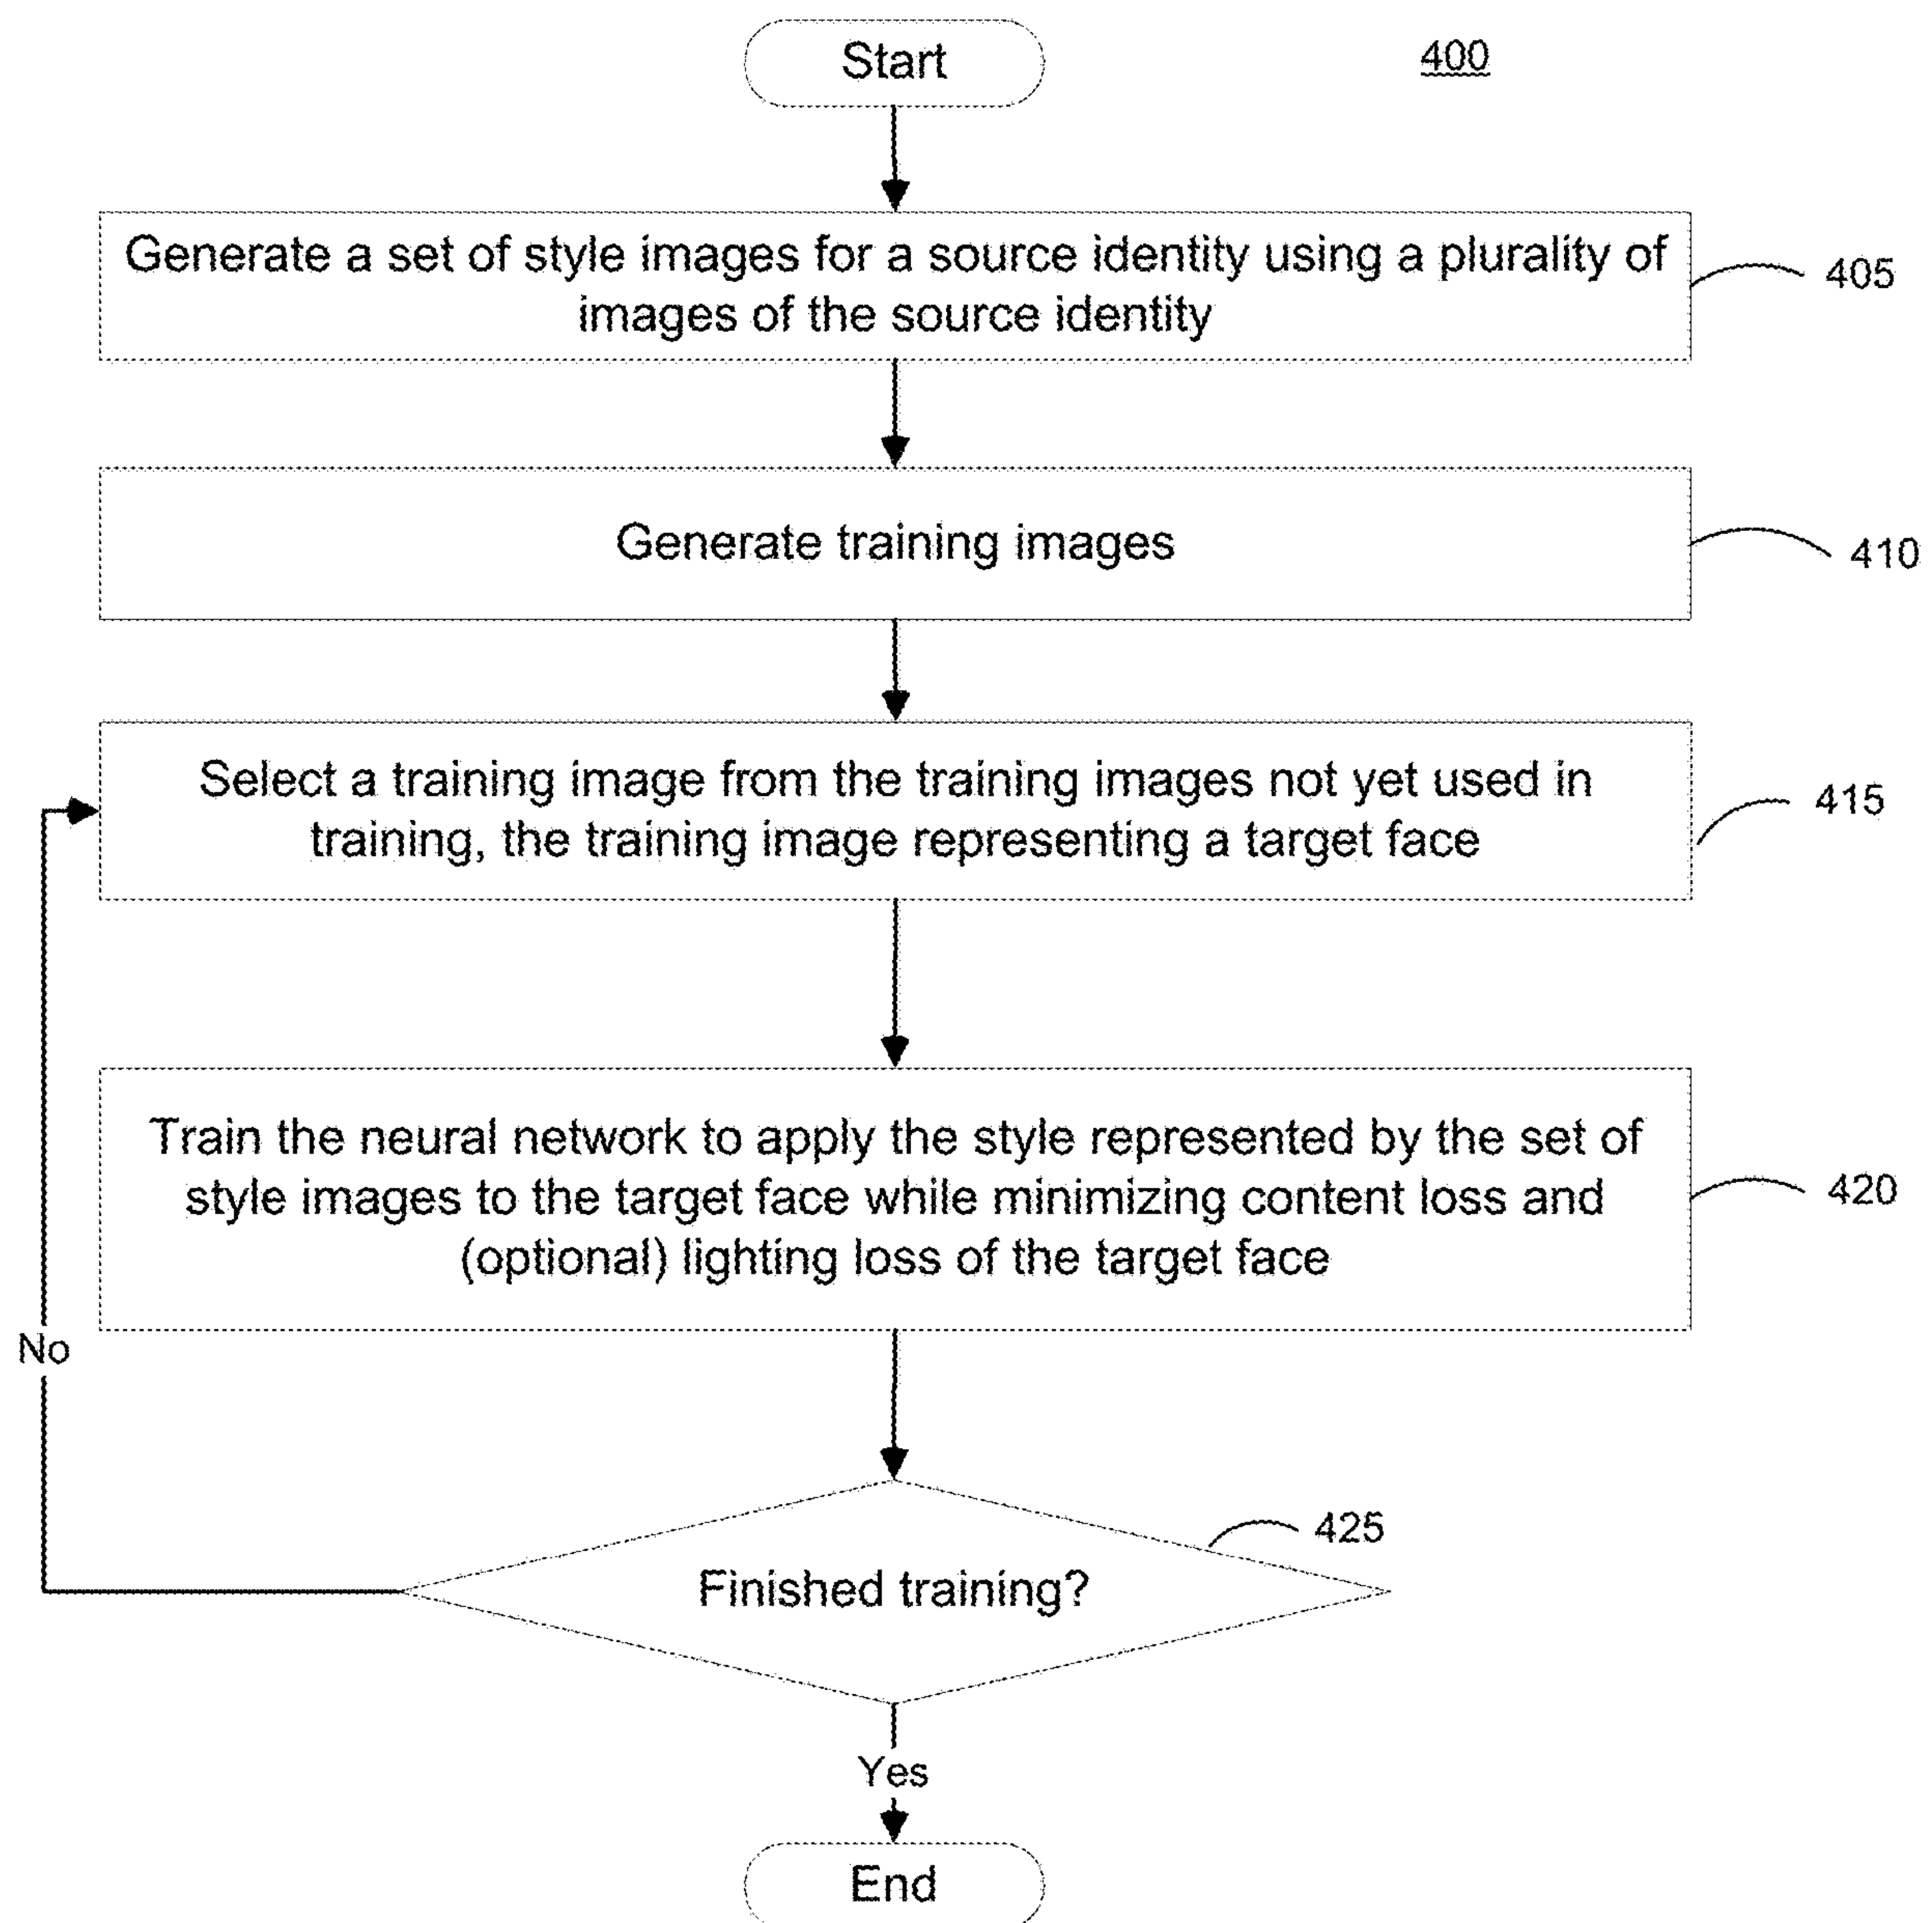 Start
400
Generate a set of style images for a source identity using a plurality of
images of the source identity
405
Generate training images
410
Select a training image from the training images not yet used in
training, the training image representing a target face
415
Train the neural network to apply the style represented by the set of
style images to the target face while minimizing content loss and
(optional) lighting loss of the target face
420
No
425
Finished training?
Yes
End